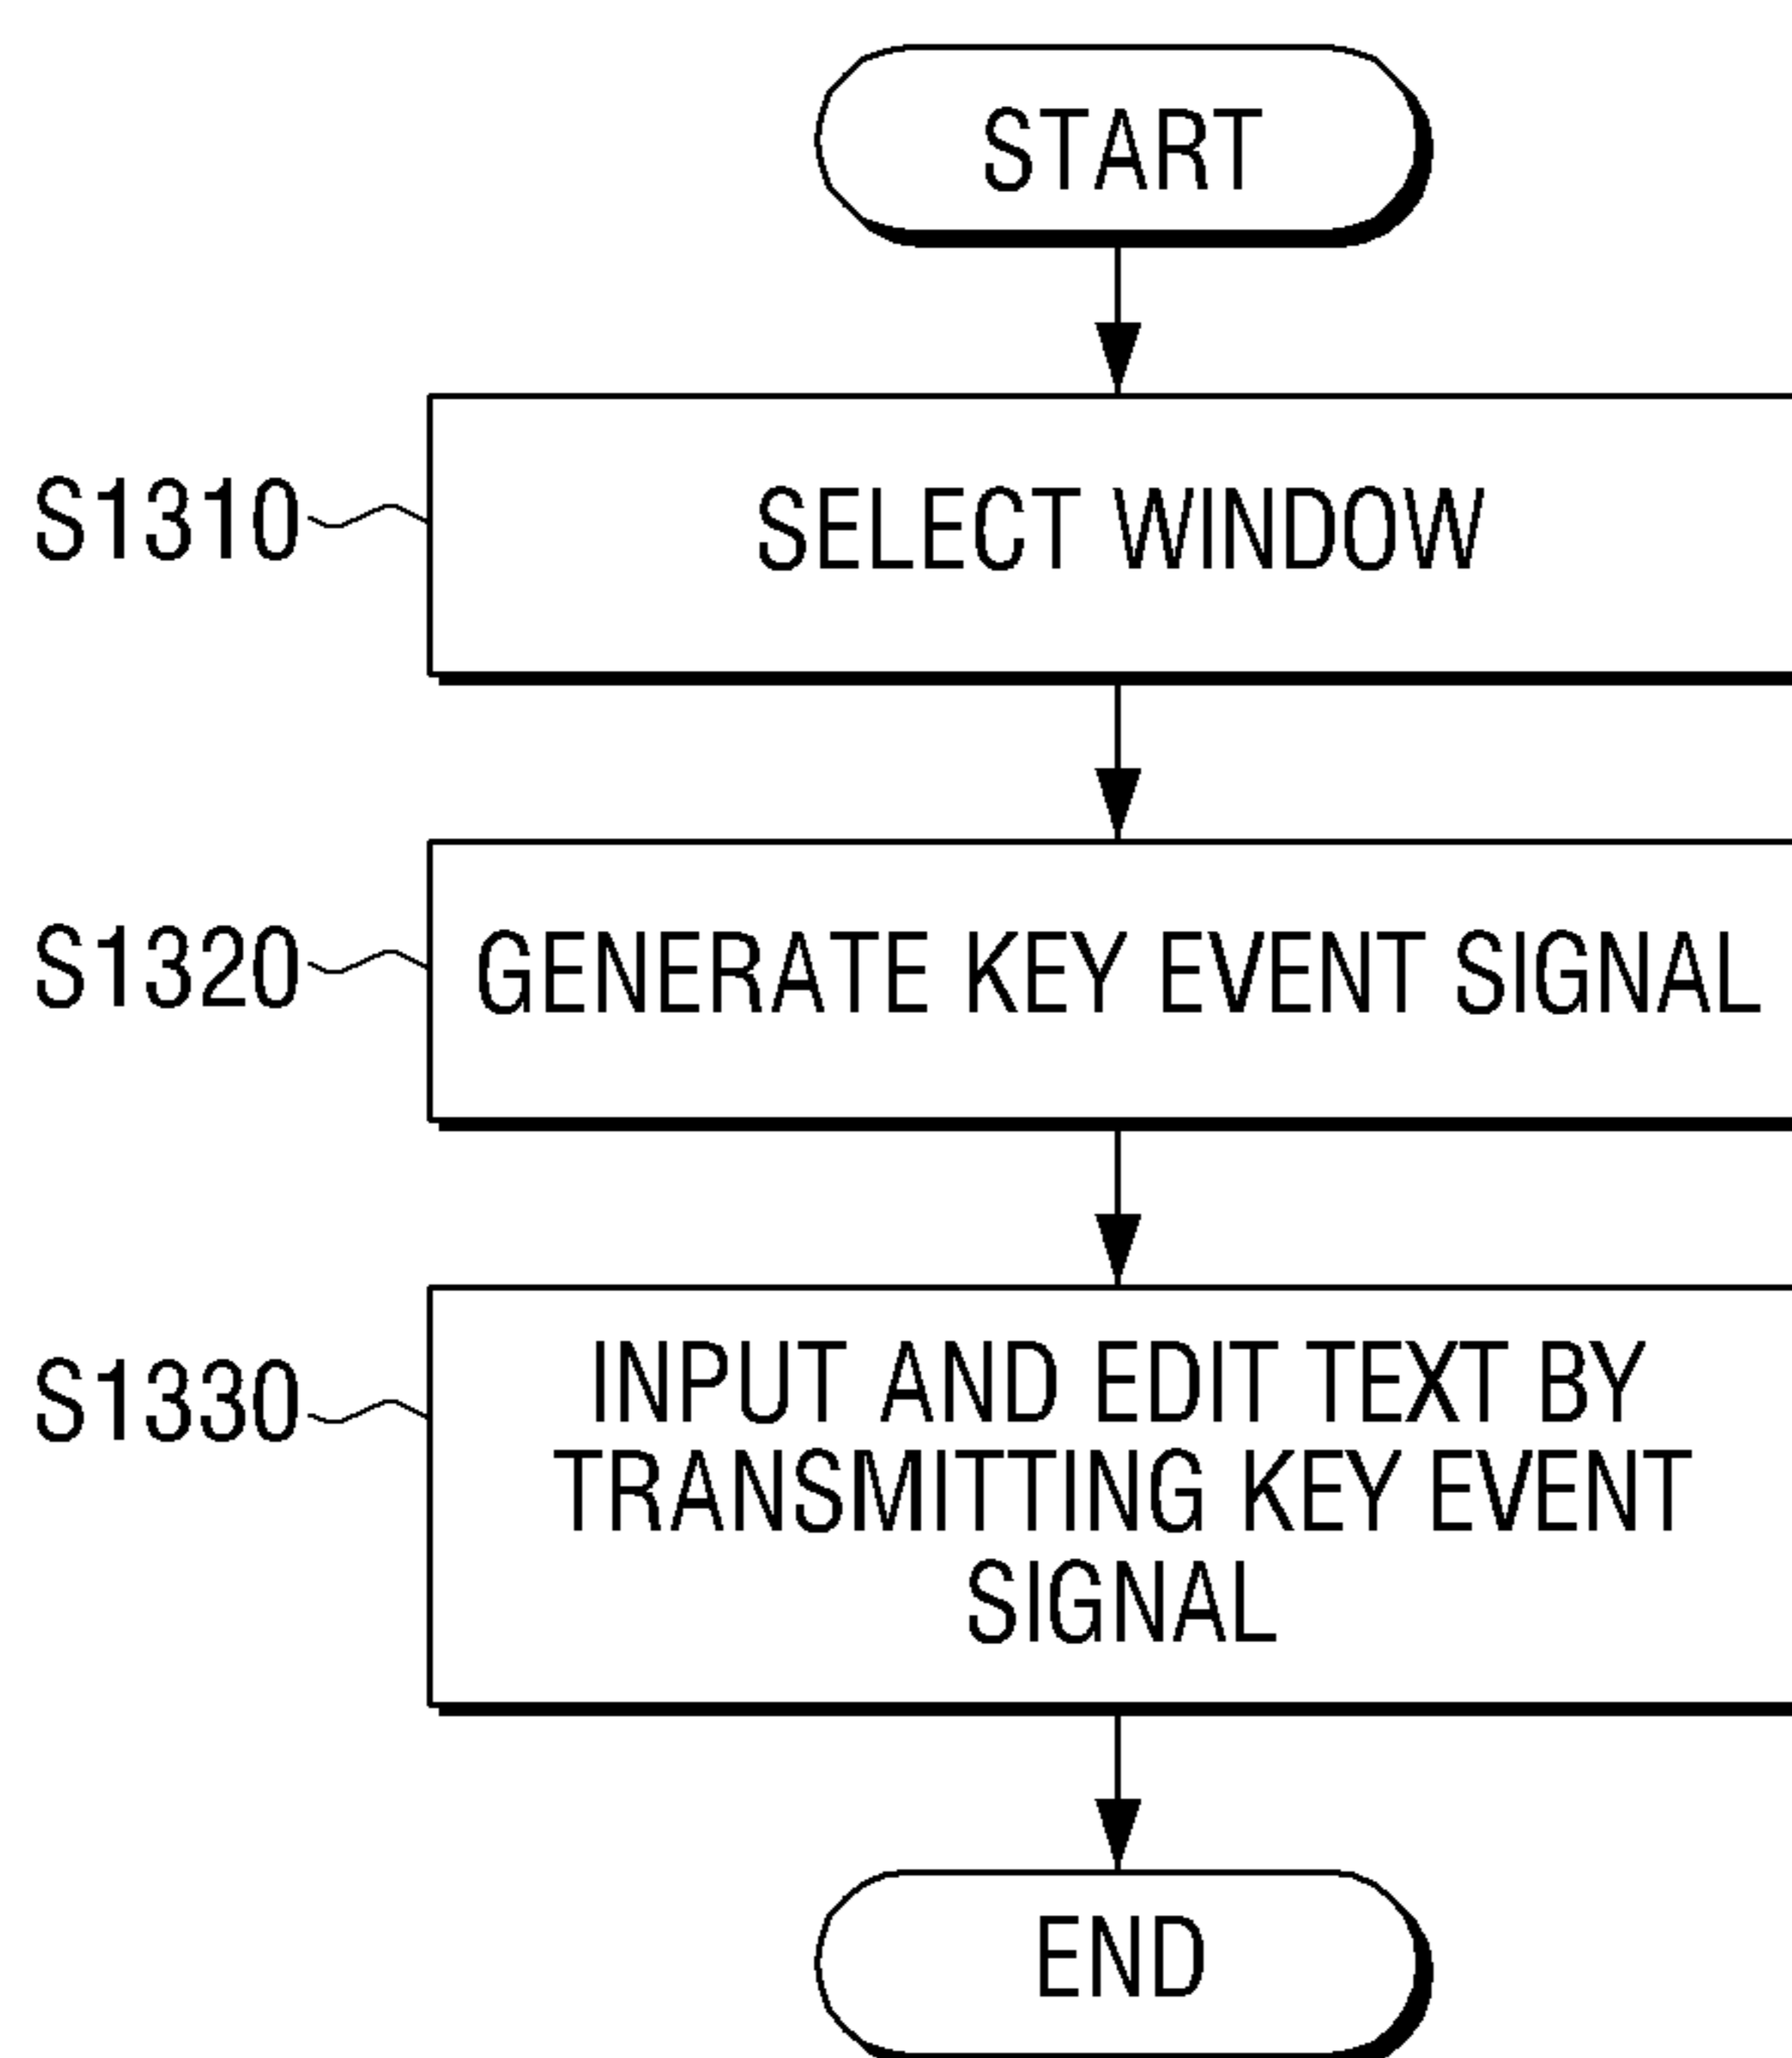 START
S1310
SELECT WINDOW
S1320
GENERATE KEY EVENT SIGNAL
S1330
INPUT AND EDIT TEXT BY
TRANSMITTING KEY EVENT
SIGNAL
END